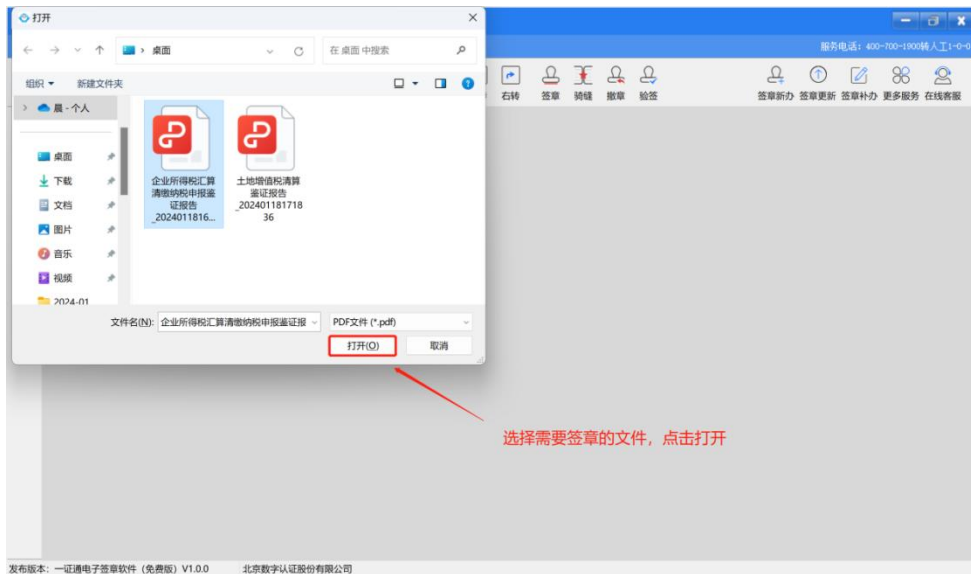 打开
服务电话：400-700-1900转人工1-0-0
桌面
在 桌面 中搜索
组织 新建文件夹
右转 签章 骑缝 撤章 验签 签章新办 签章更新 签章补办 更多服务 在线客服
晨 - 个人
桌面
下载
文档
图片
音乐
视频
2024-01
企业所得税汇算
清缴纳税申报鉴
证报告
_2024011816...
土地增值税清算
鉴证报告
_202401181718
36
文件名(N): 企业所得税汇算清缴纳税申报鉴证报 PDF文件 (*.pdf)
打开(O) 取消
选择需要签章的文件，点击打开
发布版本：一证通电子签章软件（免费版）V1.0.0 北京数字认证股份有限公司